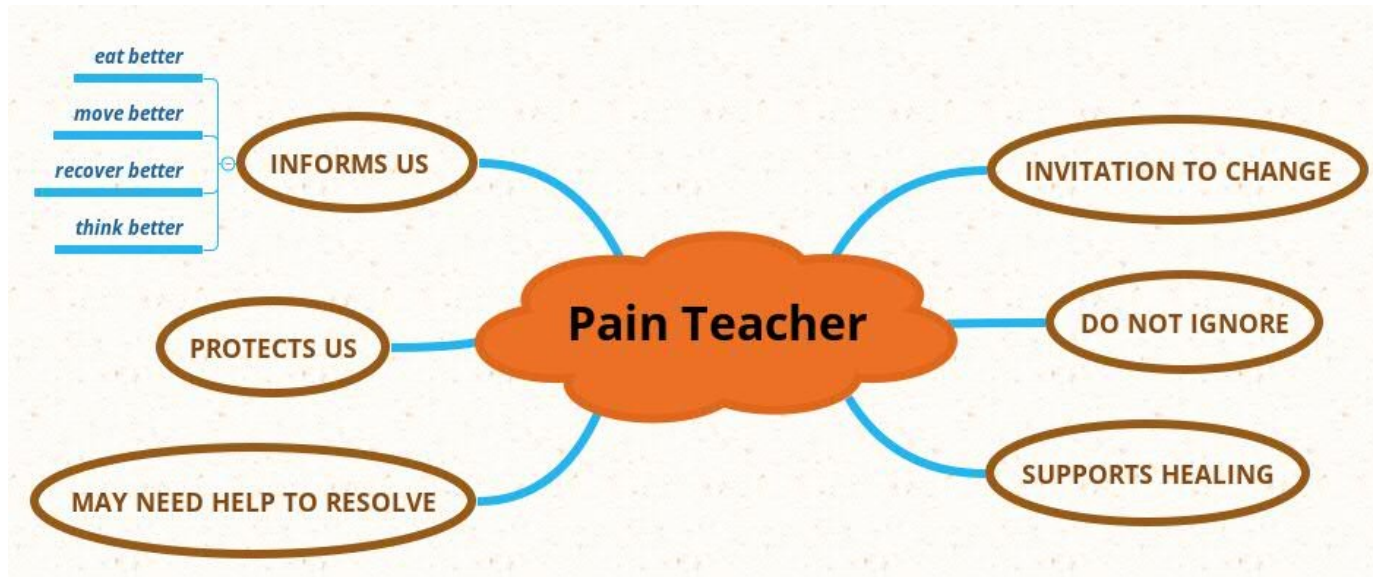 eat better
move better
recover better
think better
INFORMS US
PROTECTS US
MAY NEED HELP TO RESOLVE
Pain Teacher
INVITATION TO CHANGE
DO NOT IGNORE
SUPPORTS HEALING